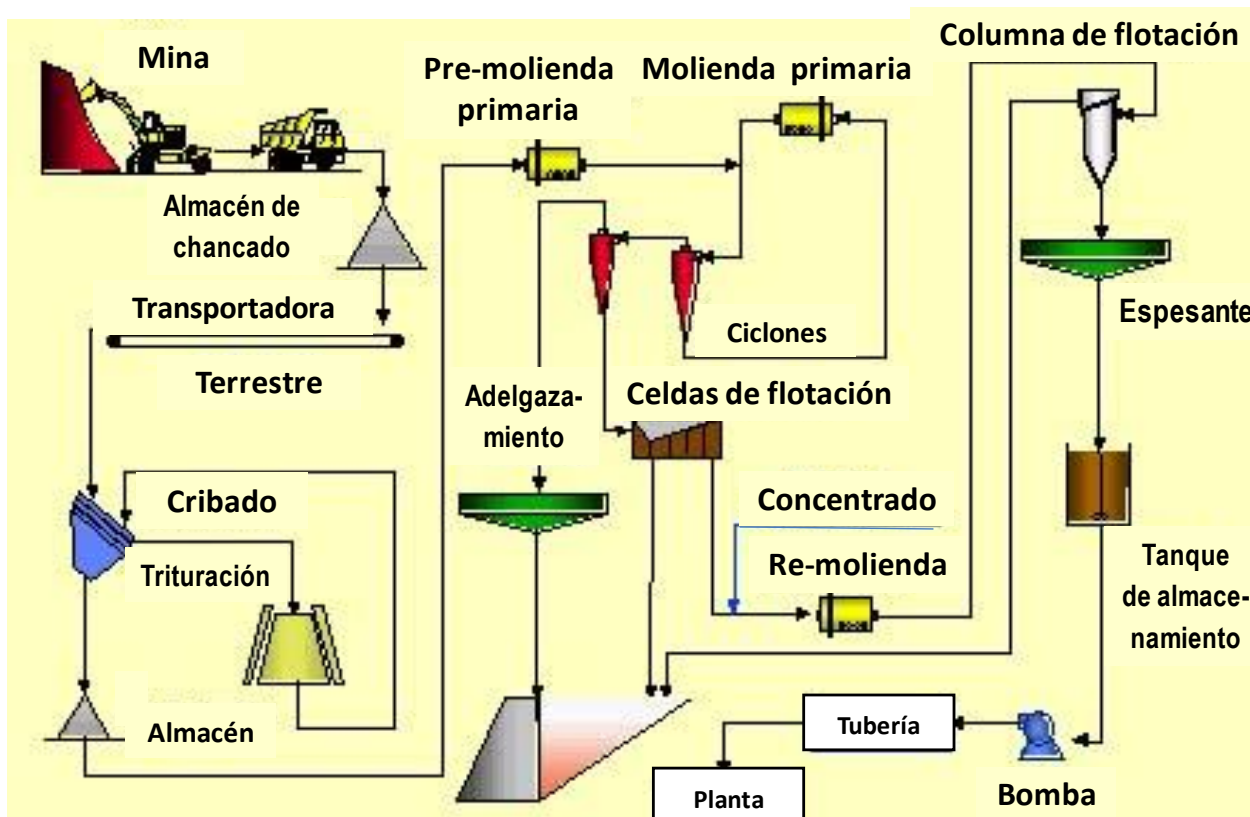 Mina
Pre-molienda
primaria
Molienda primaria
Columna de flotación
Almacén de
chancado
Transportadora
Terrestre
Ciclones
Espesante
Adelgaza-
miento
Celdas de flotación
Cribado
Trituración
Concentrado
Re-molienda
Tanque
de almace-
namiento
Almacén
Tubería
Planta
Bomba